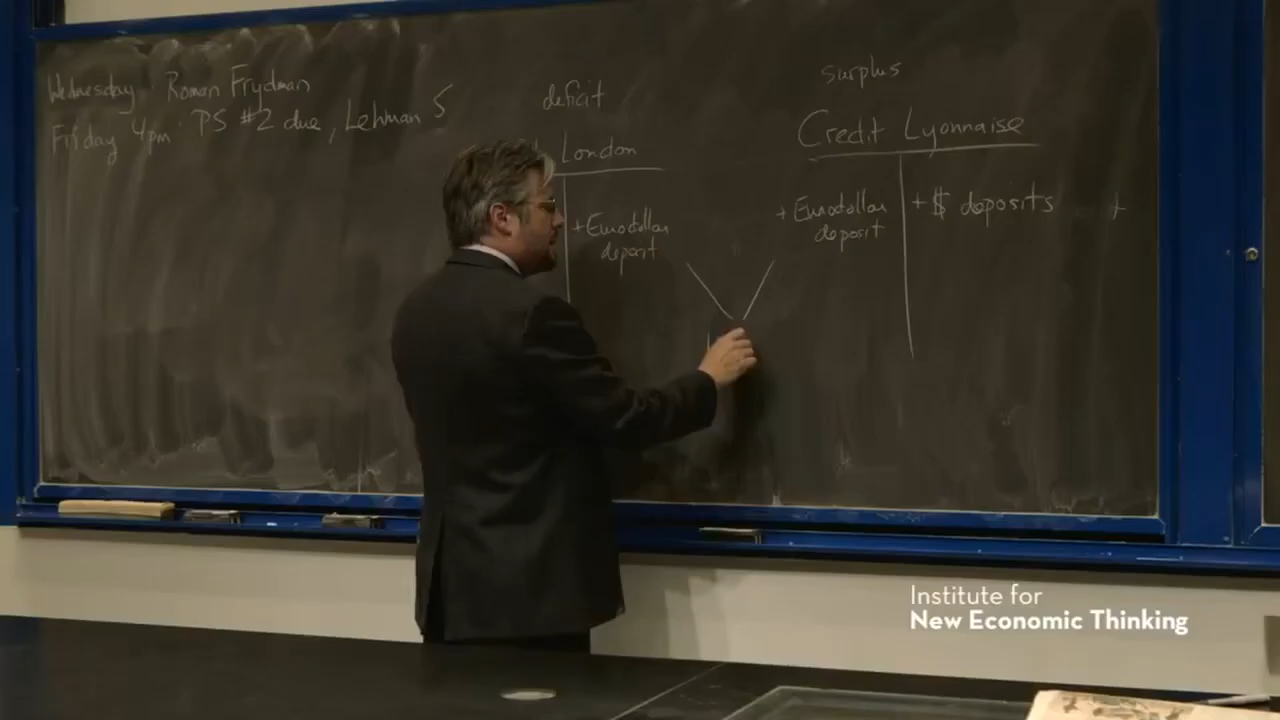 Wednesday Roman Frydman
Friday 4pm: PS #2 due, Lehman 5
deficit
London
+Eurodollar
deposit
surplus
Credit Lyonnaise
+ Eurodollar
deposit
+ $ deposits
+
Institute for
New Economic Thinking